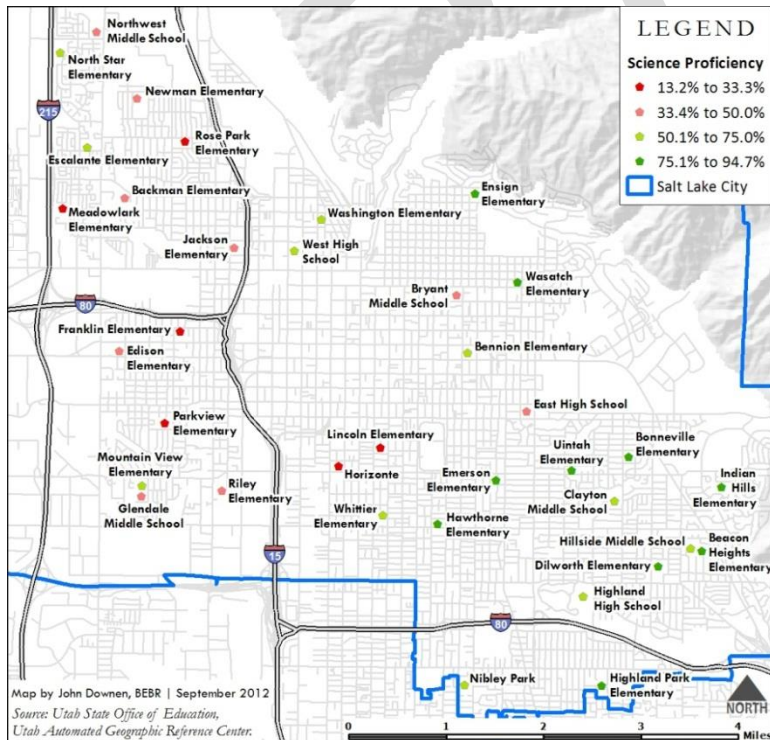 Northwest
Middle School
North Star
Elementary
Newman Elementary
215
Rose Park
Elementary
Escalante Elementary
Backman Elementary
Meadowlark
Elementary
Jackson
Elementary
Washington Elementary
West High
School
Ensign
Elementary
Bryant
Middle School
Wasatch
Elementary
80
Franklin Elementary
Edison
Elementary
Bennion Elementary
East High School
Parkview
Elementary
Lincoln Elementary
Horizonte
Uintah
Elementary
Bonneville
Elementary
Mountain View
Elementary
Glendale
Middle School
Riley
Elementary
Emerson
Elementary
Clayton
Middle School
Indian
Hills
Elementary
Whittier
Elementary
Hawthorne
Elementary
Hillside Middle School
Beacon
Heights
Elementary
15
Dilworth Elementary
Highland
High School
80
Nibley Park
Highland Park
Elementary
LEGEND
Science Proficiency
13.2% to 33.3%
33.4% to 50.0%
50.1% to 75.0%
75.1% to 94.7%
Salt Lake City
Map by John Downen, BEBR | September 2012
Source: Utah State Office of Education,
Utah Automated Geographic Reference Center.
NORTH
0 1 2 3 4
Miles